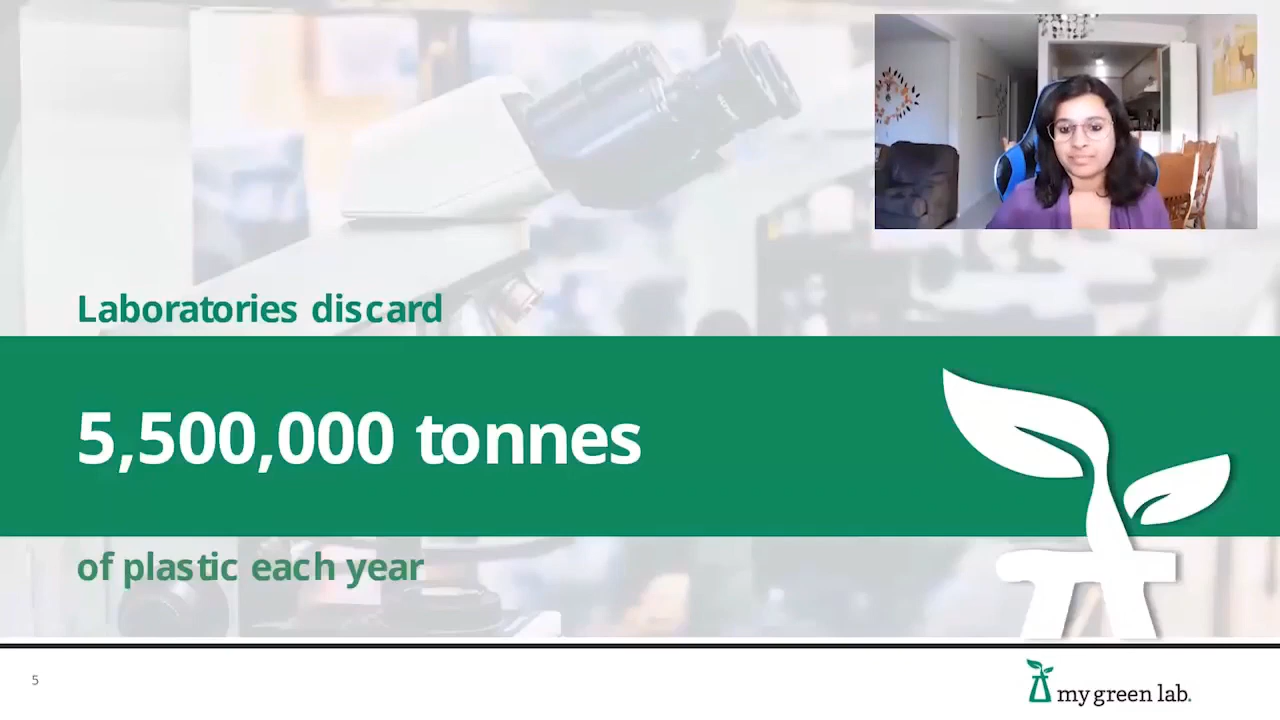 Laboratories discard
5,500,000 tonnes
of plastic each year
5
my green lab.